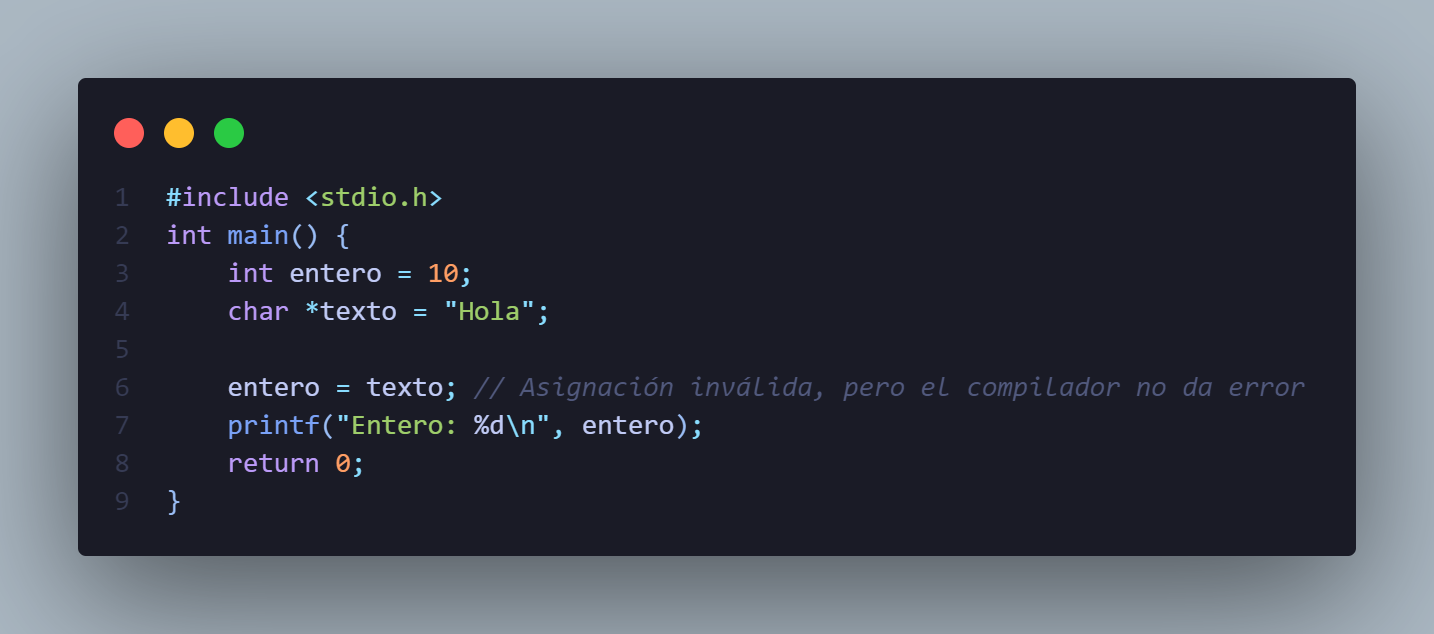 1 #include <stdio.h>
2 int main() {
3     int entero = 10;
4     char *texto = "Hola";
5
6     entero = texto; // Asignación inválida, pero el compilador no da error
7     printf("Entero: %d\n", entero);
8     return 0;
9 }